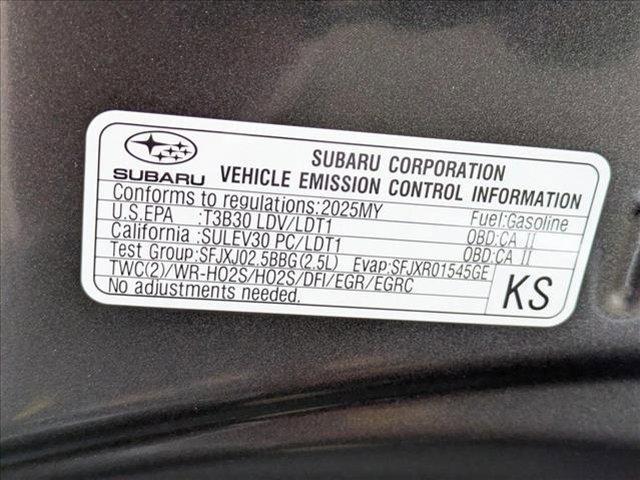 SUBARU
SUBARU CORPORATION
VEHICLE EMISSION CONTROL INFORMATION
Conforms to regulations:2025MY Fuel:Gasoline
U.S.EPA :T3B30 LDV/LDT1 OBD:CA II
California :SULEV30 PC/LDT1 OBD:CA II
Test Group:SFJXJ02.5BBG(2.5L) Evap:SFJXR01545GE
TWC(2)/WR-HO2S/HO2S/DFI/EGR/EGRC
No adjustments needed.
KS